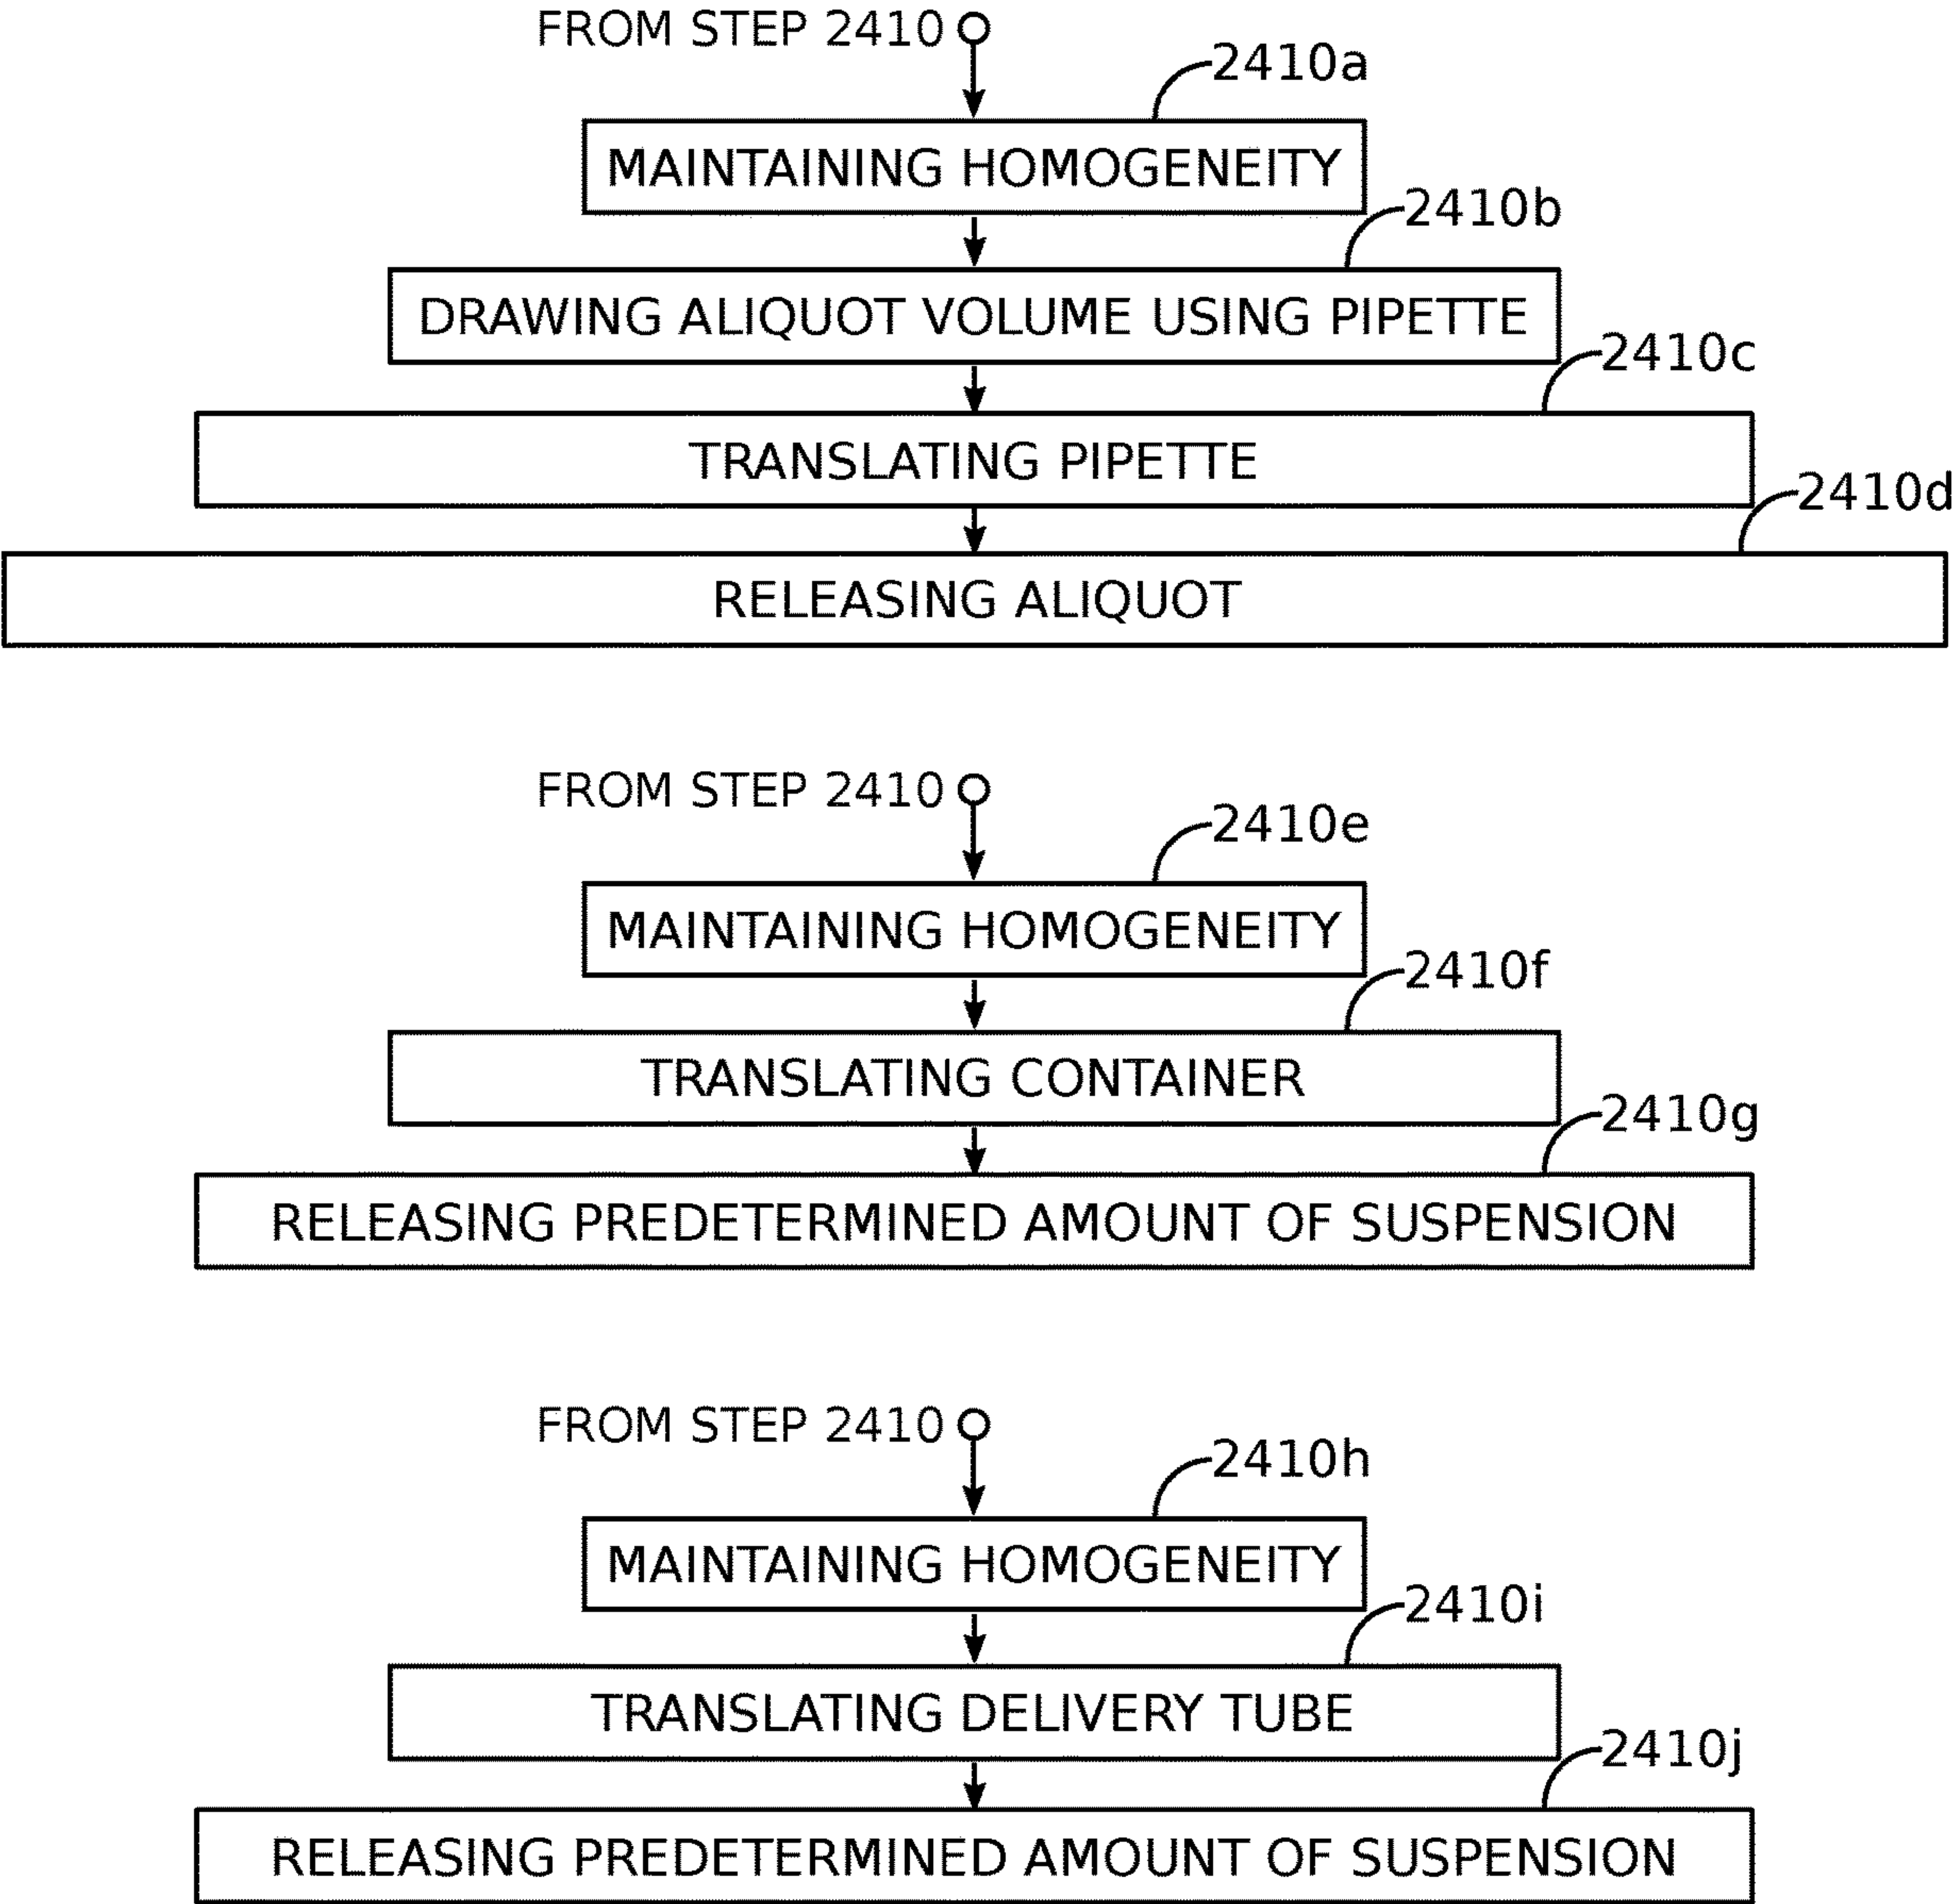 FROM STEP 2410
2410a
MAINTAINING HOMOGENEITY
2410b
DRAWING ALIQUOT VOLUME USING PIPETTE
2410c
TRANSLATING PIPETTE
2410d
RELEASING ALIQUOT
FROM STEP 2410
2410e
MAINTAINING HOMOGENEITY
2410f
TRANSLATING CONTAINER
2410g
RELEASING PREDETERMINED AMOUNT OF SUSPENSION
FROM STEP 2410
2410h
MAINTAINING HOMOGENEITY
2410i
TRANSLATING DELIVERY TUBE
2410j
RELEASING PREDETERMINED AMOUNT OF SUSPENSION